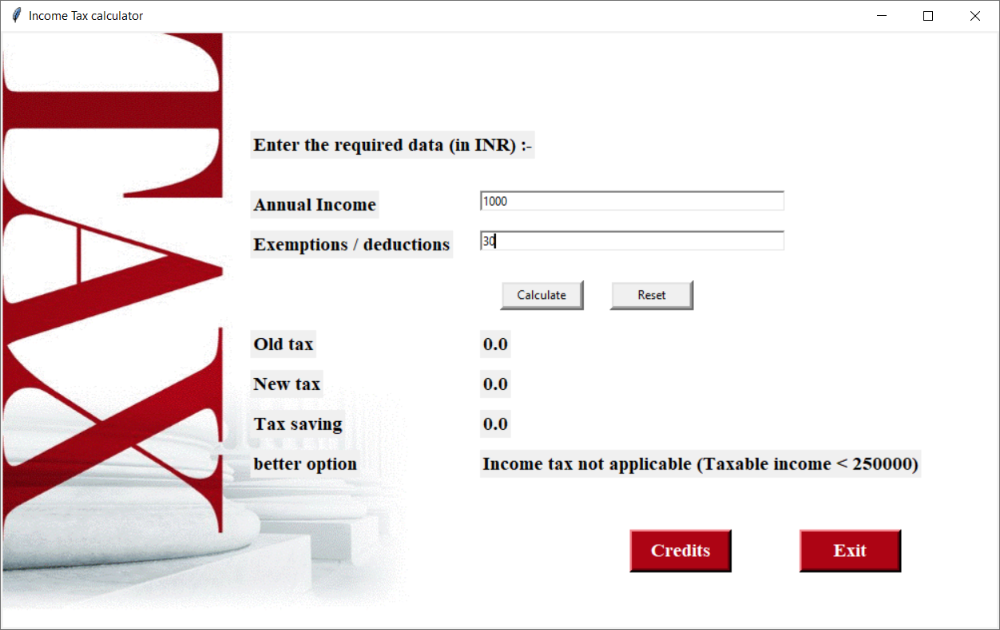 Income Tax calculator
TAX
Enter the required data (in INR) :-
Annual Income 1000
Exemptions / deductions 30
Calculate Reset
Old tax 0.0
New tax 0.0
Tax saving 0.0
better option Income tax not applicable (Taxable income < 250000)
Credits Exit